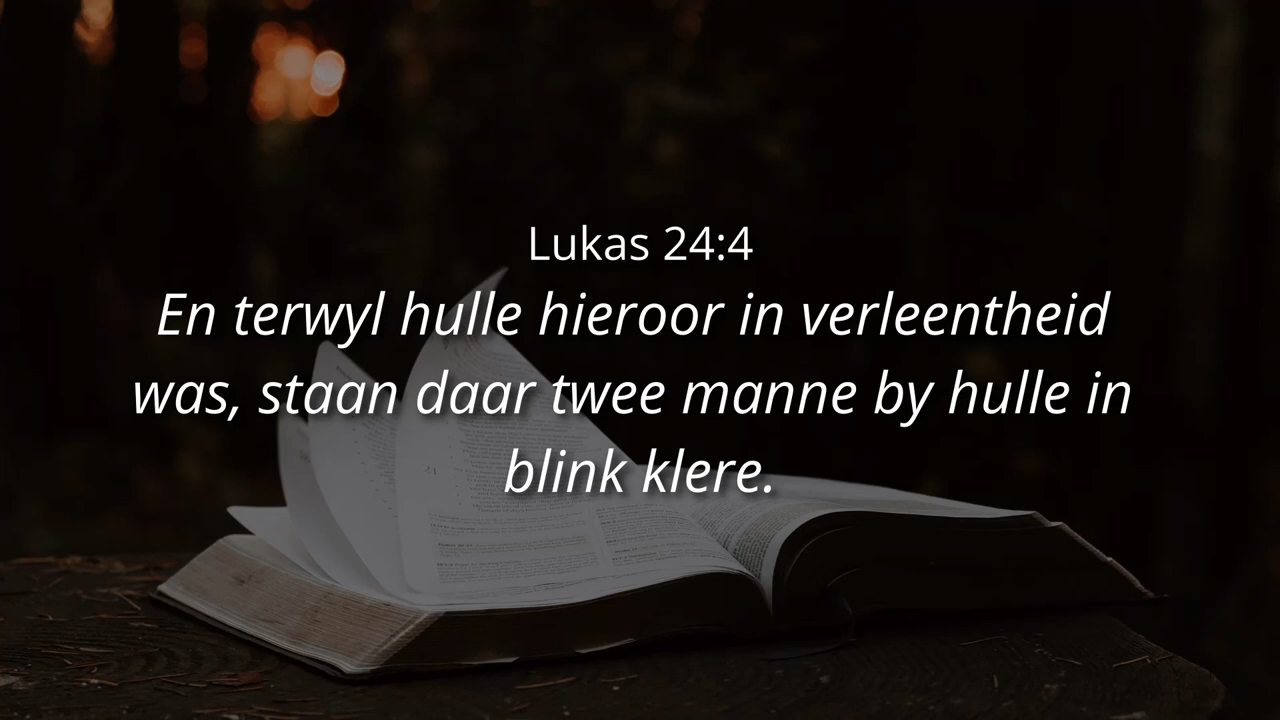 Lukas 24:4
En terwyl hulle hieroor in verleentheid
was, staan daar twee manne by hulle in
blink klere.